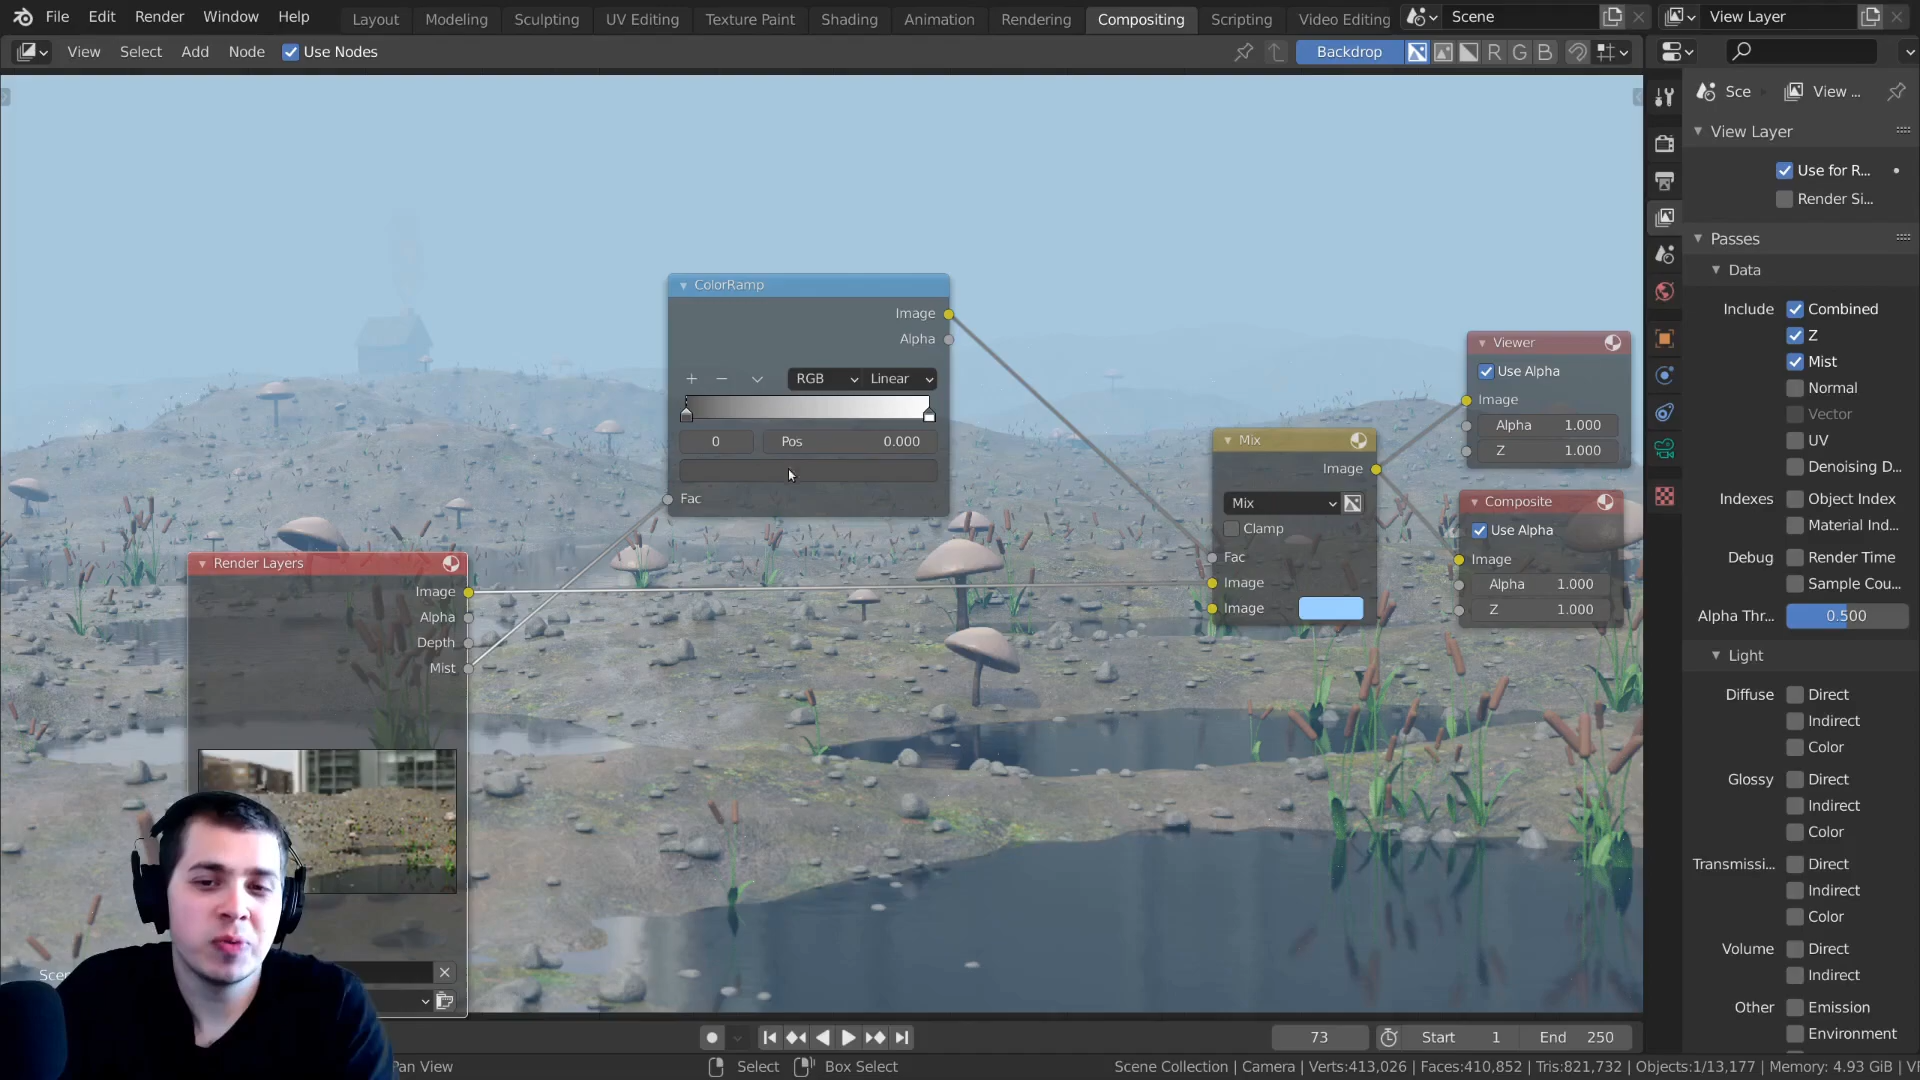 File Edit Render Window Help Layout Modeling Sculpting UV Editing Texture Paint Shading Animation Rendering Compositing Scripting Video Editing Scene View Layer
View Select Add Node Use Nodes Backdrop R G B
Sce View ...
View Layer
Use for R...
Render Si...
Passes
Data
Include Combined
Z
Mist
Normal
Vector
UV
Denoising D...
Indexes Object Index
Material Ind...
Debug Render Time
Sample Cou...
Alpha Thr... 0.500
Light
Diffuse Direct
Indirect
Color
Glossy Direct
Indirect
Color
Transmissi... Direct
Indirect
Color
Volume Direct
Indirect
Other Emission
Environment
ColorRamp
Image
Alpha
RGB Linear
0 Pos 0.000
Fac
Render Layers
Image
Alpha
Depth
Mist
Mix
Image
Mix
Clamp
Fac
Image
Image
Viewer
Use Alpha
Image
Alpha 1.000
Z 1.000
Composite
Use Alpha
Image
Alpha 1.000
Z 1.000
73 Start 1 End 250
Pan View Select Box Select Scene Collection | Camera | Verts:413,026 | Faces:410,852 | Tris:821,732 | Objects:1/13,177 | Memory: 4.93 GiB |